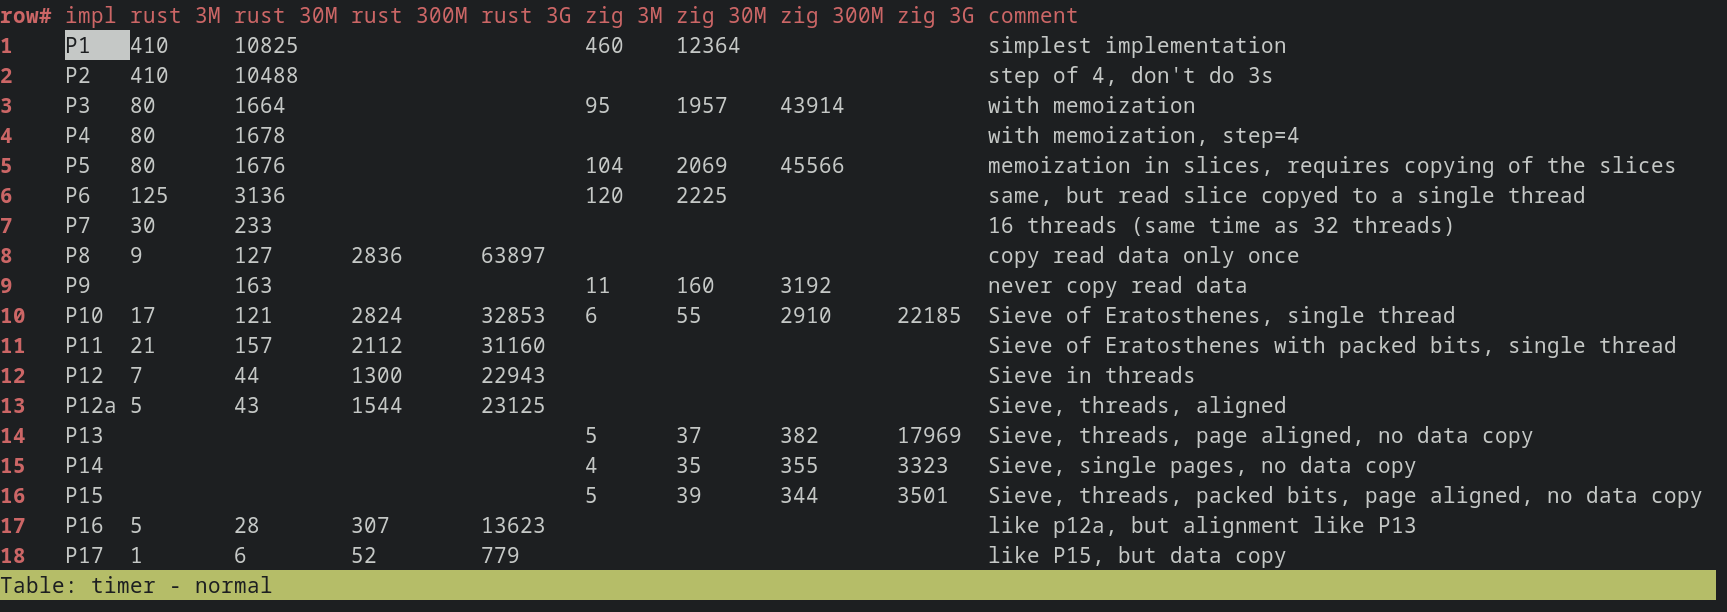 row# impl rust 3M rust 30M rust 300M rust 3G zig 3M zig 30M zig 300M zig 3G comment
1 P1 410 10825 460 12364 simplest implementation
2 P2 410 10488 step of 4, don't do 3s
3 P3 80 1664 95 1957 43914 with memoization
4 P4 80 1678 with memoization, step=4
5 P5 80 1676 104 2069 45566 memoization in slices, requires copying of the slices
6 P6 125 3136 120 2225 same, but read slice copyed to a single thread
7 P7 30 233 16 threads (same time as 32 threads)
8 P8 9 127 2836 63897 copy read data only once
9 P9 163 11 160 3192 never copy read data
10 P10 17 121 2824 32853 6 55 2910 22185 Sieve of Eratosthenes, single thread
11 P11 21 157 2112 31160 Sieve of Eratosthenes with packed bits, single thread
12 P12 7 44 1300 22943 Sieve in threads
13 P12a 5 43 1544 23125 Sieve, threads, aligned
14 P13 5 37 382 17969 Sieve, threads, page aligned, no data copy
15 P14 4 35 355 3323 Sieve, single pages, no data copy
16 P15 5 39 344 3501 Sieve, threads, packed bits, page aligned, no data copy
17 P16 5 28 307 13623 like p12a, but alignment like P13
18 P17 1 6 52 779 like P15, but data copy
Table: timer - normal